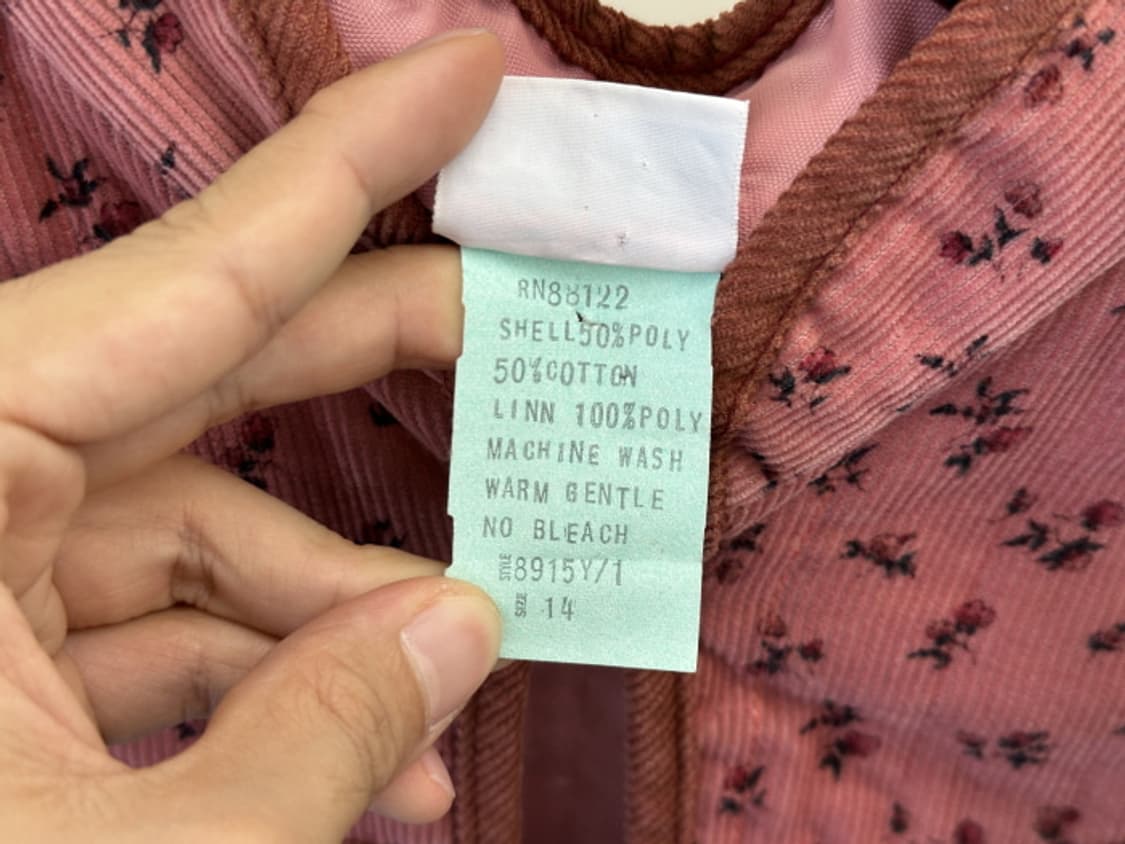 RN88122
SHELL50%POLY
50%COTTON
LINN 100%POLY
MACHINE WASH
WARM GENTLE
NO BLEACH
STYLE 8915Y/1
SIZE 14